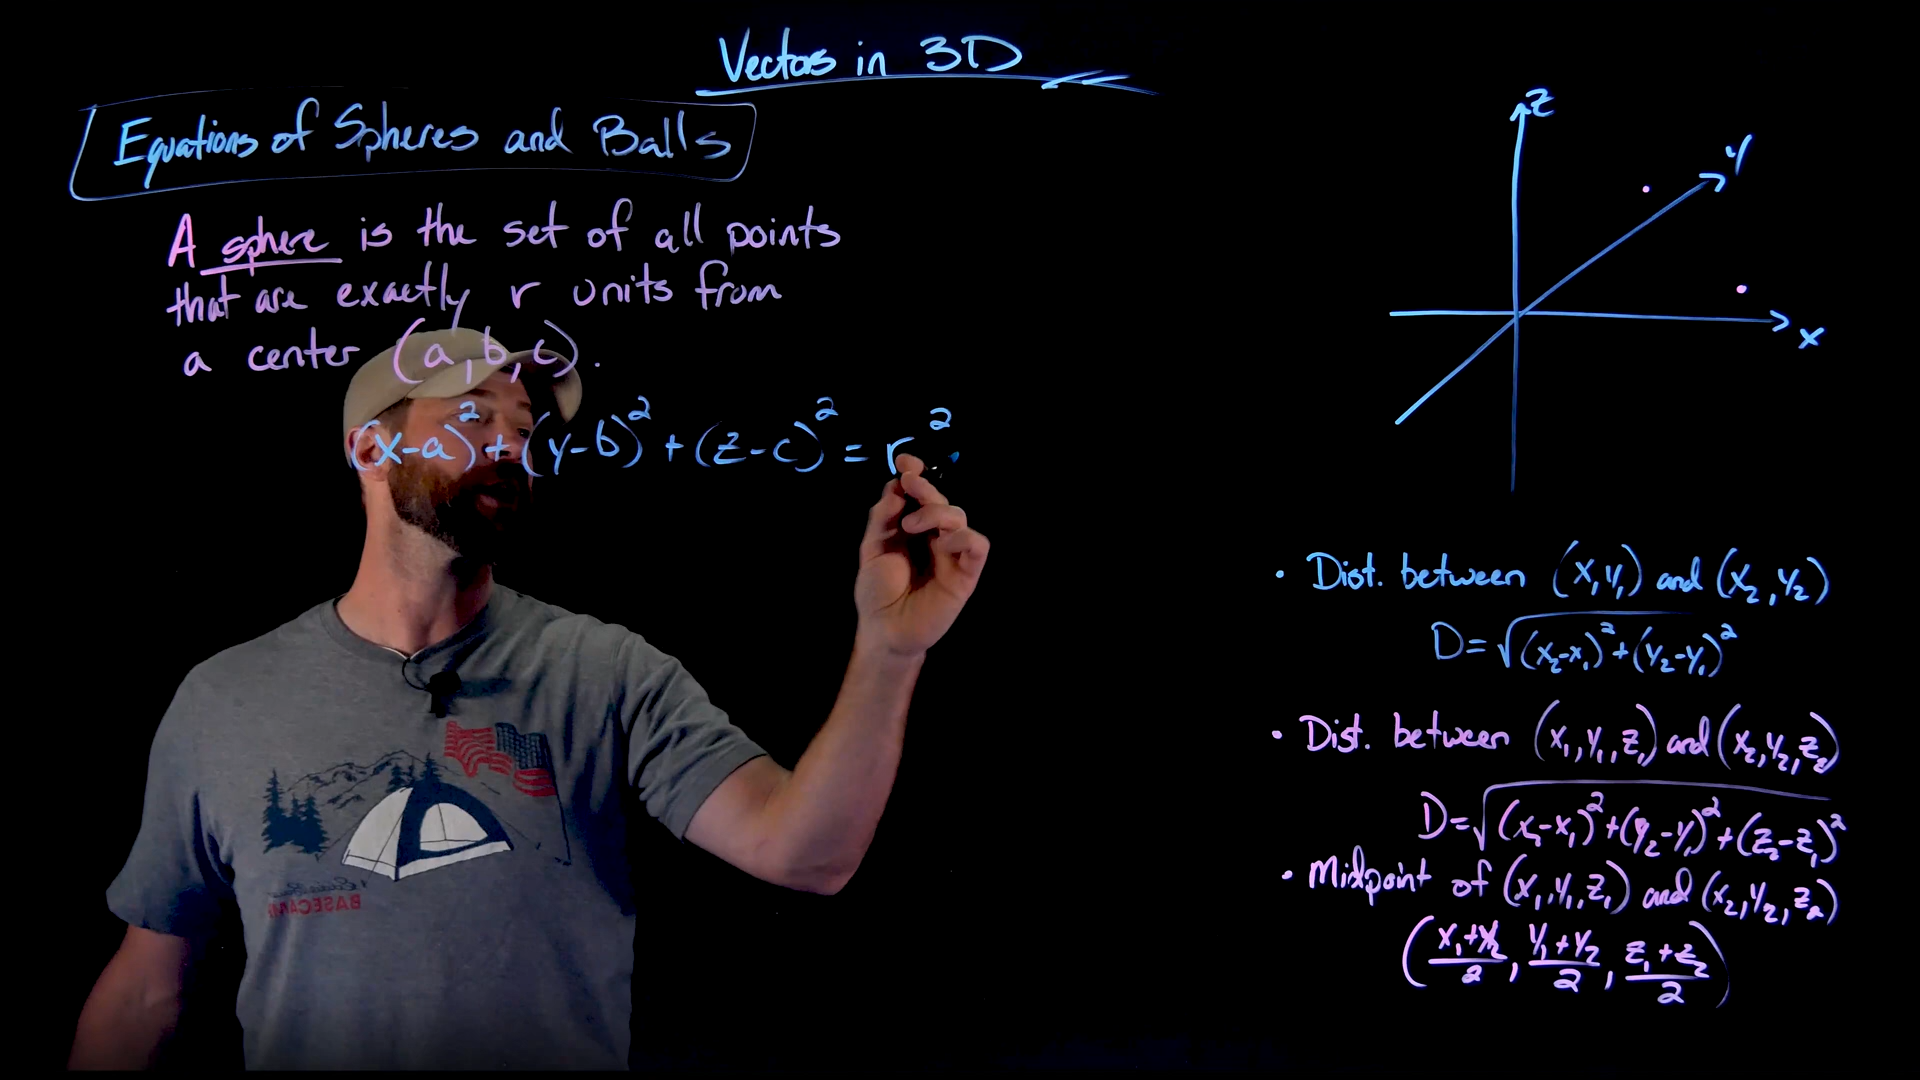 Vectors in 3D
Equations of Spheres and Balls
A sphere is the set of all points
that are exactly r units from
a center (a, b, c).
(x-a)² + (y-b)² + (z-c)² = r²
z
y
x
• Dist. between (x₁y₁) and (x₂, y₂)
D=√(x₂-x₁)²+(y₂-y₁)²
• Dist. between (x₁, y₁, z₁) and (x₂, y₂, z₂)
D=√(x₂-x₁)²+(y₂-y₁)²+(z₂-z₁)²
• Midpoint of (x₁, y₁, z₁) and (x₂, y₂, z₂)
(x₁+x₂/2, y₁+y₂/2, z₁+z₂/2)
BASECAMP